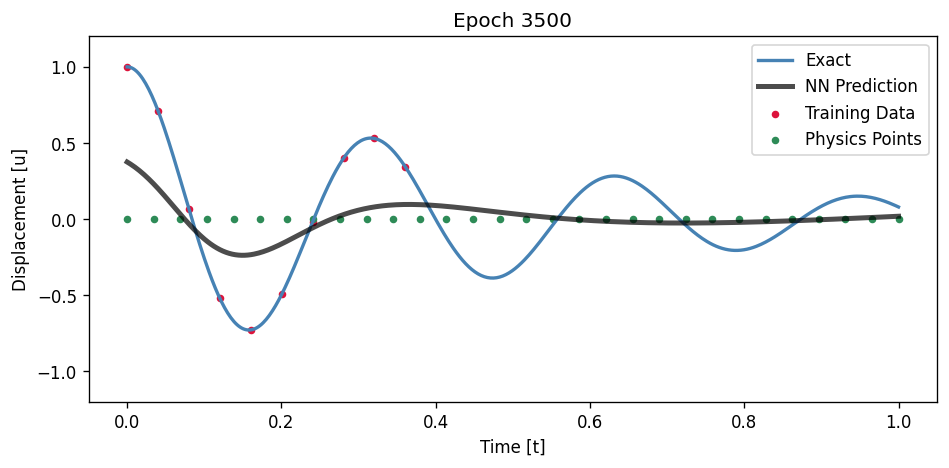 Epoch 3500
Exact
NN Prediction
Training Data
Physics Points
Displacement [u]
1.0
0.5
0.0
−0.5
−1.0
0.0 0.2 0.4 0.6 0.8 1.0
Time [t]